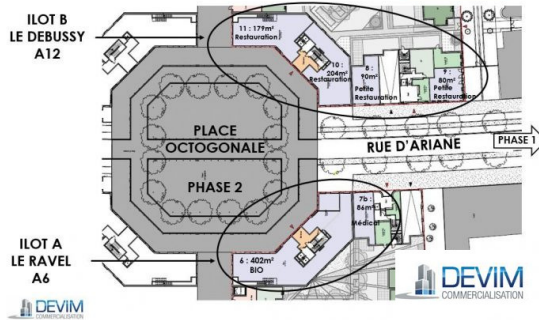 ILOT B
LE DEBUSSY
A12
11 : 179m²
Restauration
10 :
204m²
Restauration
8 :
90m²
Petite
Restauration
9 :
80m²
Petite
Restauration
PLACE
OCTOGONALE
PHASE 2
RUE D'ARIANE
PHASE 1
ILOT A
LE RAVEL
A6
6 : 402m²
BIO
7b :
86m²
Médical
DEVIM
COMMERCIALISATION
DEVIM
COMMERCIALISATION